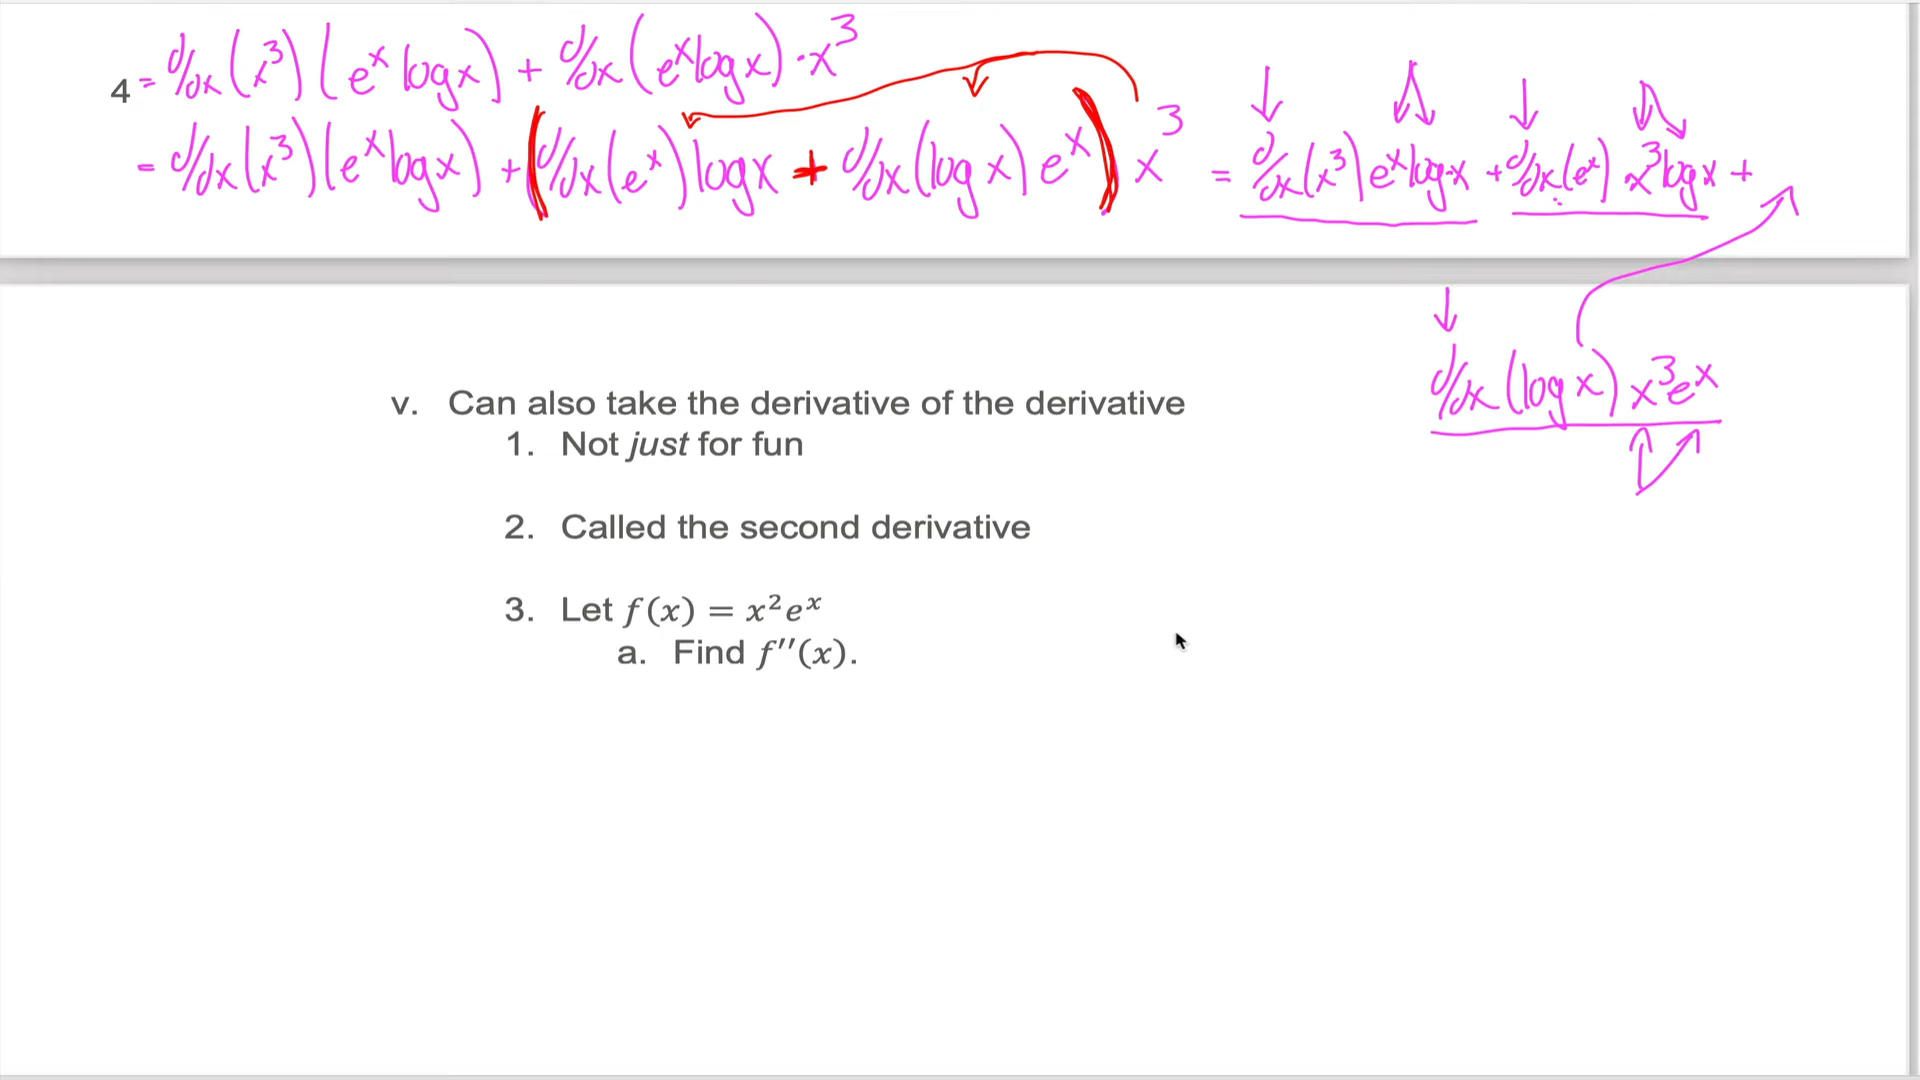 4 = d/dx (x³)(eˣ log x) + d/dx (eˣ log x) · x³
= d/dx (x³)(eˣ log x) + (d/dx (eˣ) log x + d/dx (log x) eˣ) x³ = d/dx (x³) eˣ log x + d/dx (eˣ) x³ log x +
d/dx (log x) x³eˣ
v. Can also take the derivative of the derivative
1. Not just for fun
2. Called the second derivative
3. Let f(x) = x²eˣ
a. Find f′′(x).